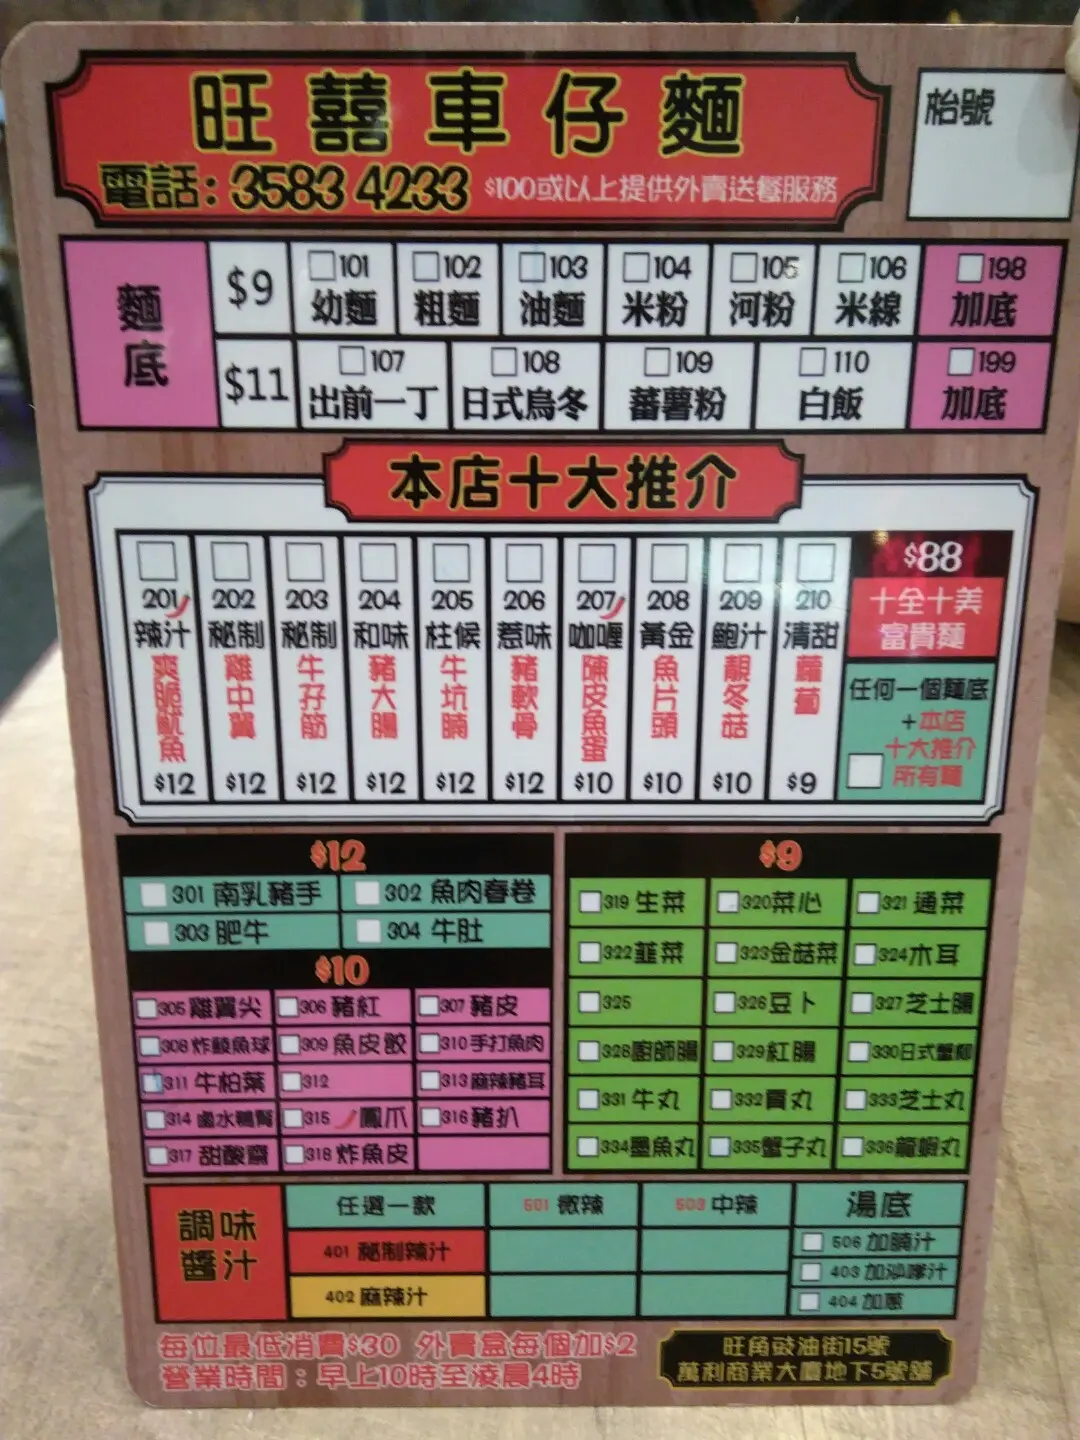 旺囍車仔麵
電話：3583 4233 $100或以上提供外賣送餐服務
枱號
麵底
$9
101 幼麵
102 粗麵
103 油麵
104 米粉
105 河粉
106 米線
198 加底
$11
107 出前一丁
108 日式烏冬
109 蕃薯粉
110 白飯
199 加底
本店十大推介
201 辣汁爽脆魷魚 $12
202 秘制雞中翼 $12
203 秘制牛孖筋 $12
204 和味豬大腸 $12
205 柱候牛坑腩 $12
206 惹味豬軟骨 $12
207 咖喱陳皮魚蛋 $10
208 黃金魚片頭 $10
209 鮑汁靚冬菇 $10
210 清甜蘿蔔 $9
$88
十全十美
富貴麵
任何一個麵底
+本店
十大推介
所有麵
$12
301 南乳豬手
302 魚肉春卷
303 肥牛
304 牛肚
$10
305 雞翼尖
306 豬紅
307 豬皮
308 炸鯪魚球
309 魚皮餃
310 手打魚肉
311 牛柏葉
312
313 麻辣豬耳
314 鹵水鴨腎
315 鳳爪
316 豬扒
317 甜酸齋
318 炸魚皮
$9
319 生菜
320 菜心
321 通菜
322 韮菜
323 金菇菜
324 木耳
325
326 豆卜
327 芝士腸
328 廚師腸
329 紅腸
330 日式蟹柳
331 牛丸
332 貢丸
333 芝士丸
334 墨魚丸
335 蟹子丸
336 龍蝦丸
調味醬汁
任選一款
501 微辣
503 中辣
401 秘制辣汁
402 麻辣汁
湯底
506 加腩汁
403 加沙嗲汁
404 加蔥
每位最低消費$30 外賣盒每個加$2
營業時間：早上10時至凌晨4時
旺角豉油街15號
萬利商業大廈地下5號舖